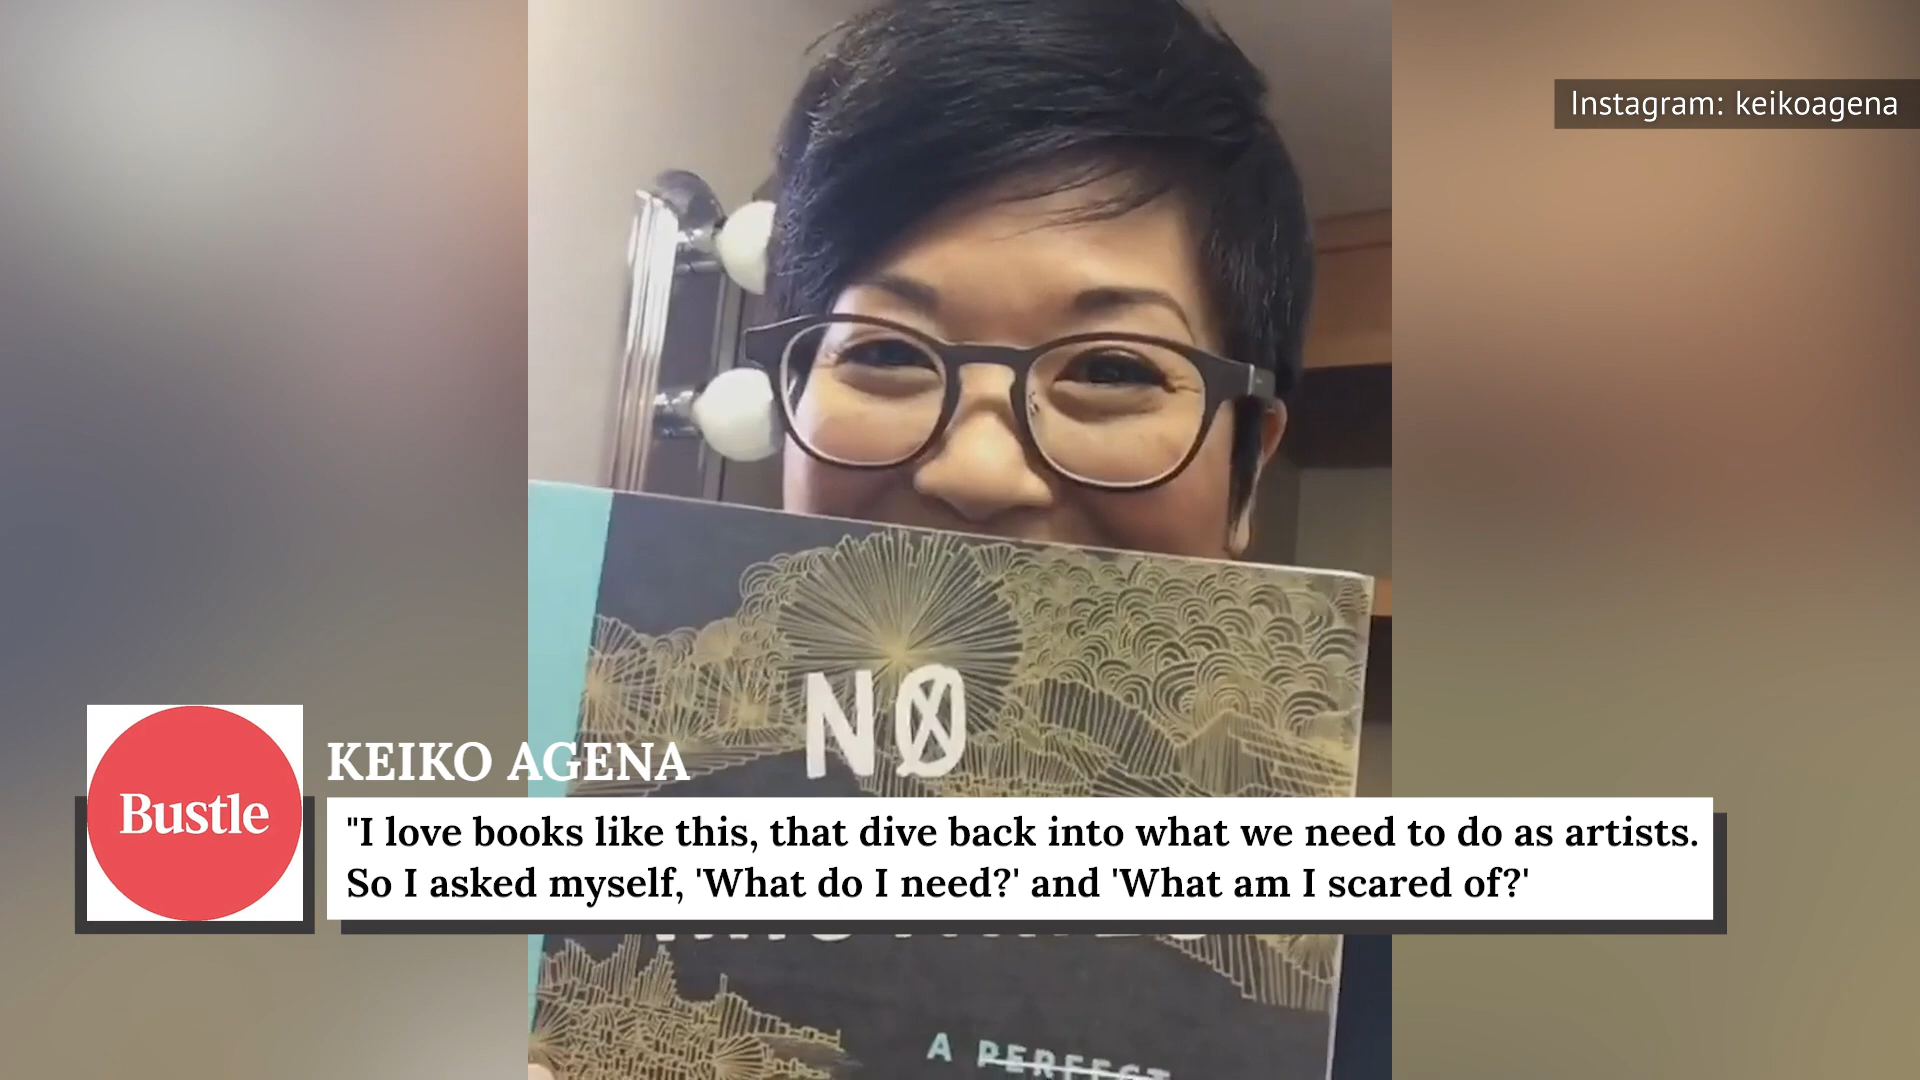 Instagram: keikoagena
NO
KEIKO AGENA
Bustle
"I love books like this, that dive back into what we need to do as artists.
So I asked myself, 'What do I need?' and 'What am I scared of?'
A PERFECT